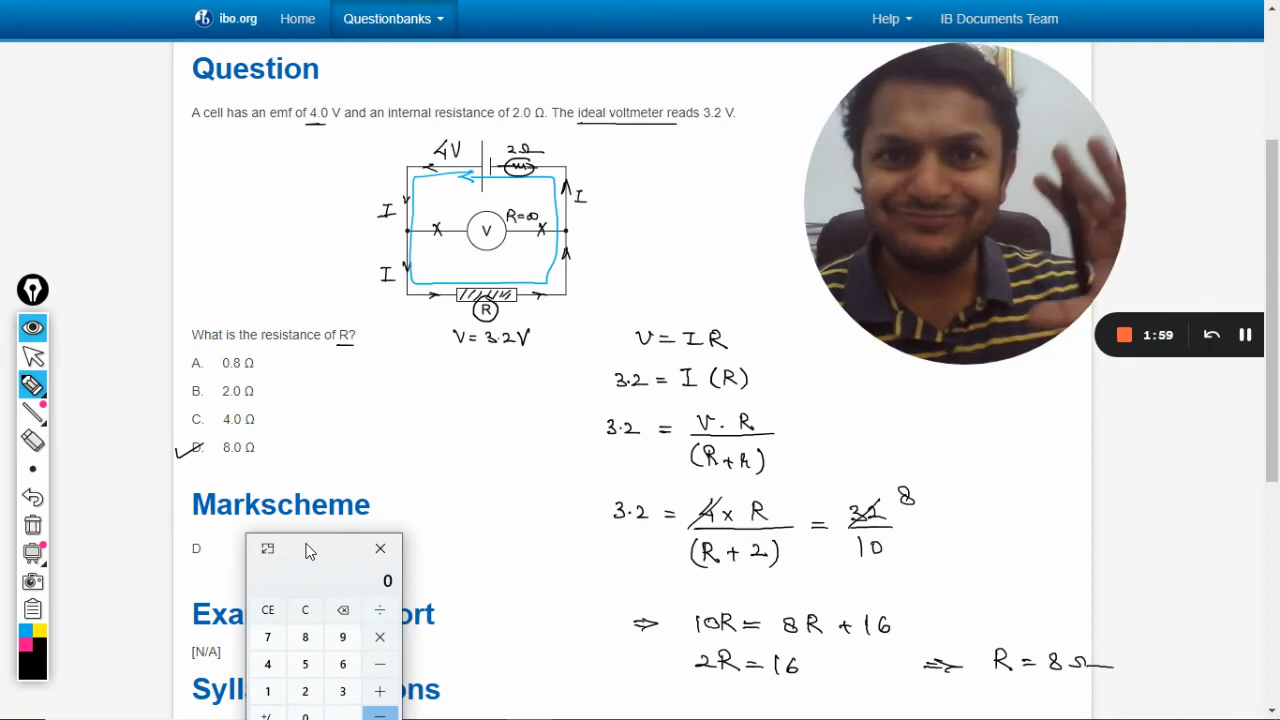 ibo.org Home Questionbanks Help IB Documents Team
Question
A cell has an emf of 4.0 V and an internal resistance of 2.0 Ω. The ideal voltmeter reads 3.2 V.
4V 2Ω
I I
R=∞
V
I
R
V = 3.2V
What is the resistance of R?
A. 0.8 Ω
B. 2.0 Ω
C. 4.0 Ω
D. 8.0 Ω
V = I R
3.2 = I (R)
3.2 = V. R / (R+r)
3.2 = 4 x R / (R + 2) = 32 / 10 8
⇒ 10R = 8R + 16
2R = 16 ⇒ R = 8 Ω
Markscheme
D
Exa ort
[N/A]
Sylla ons
0
CE C ⌫ ÷
7 8 9 ×
4 5 6 −
1 2 3 +
+/ 0
1:59